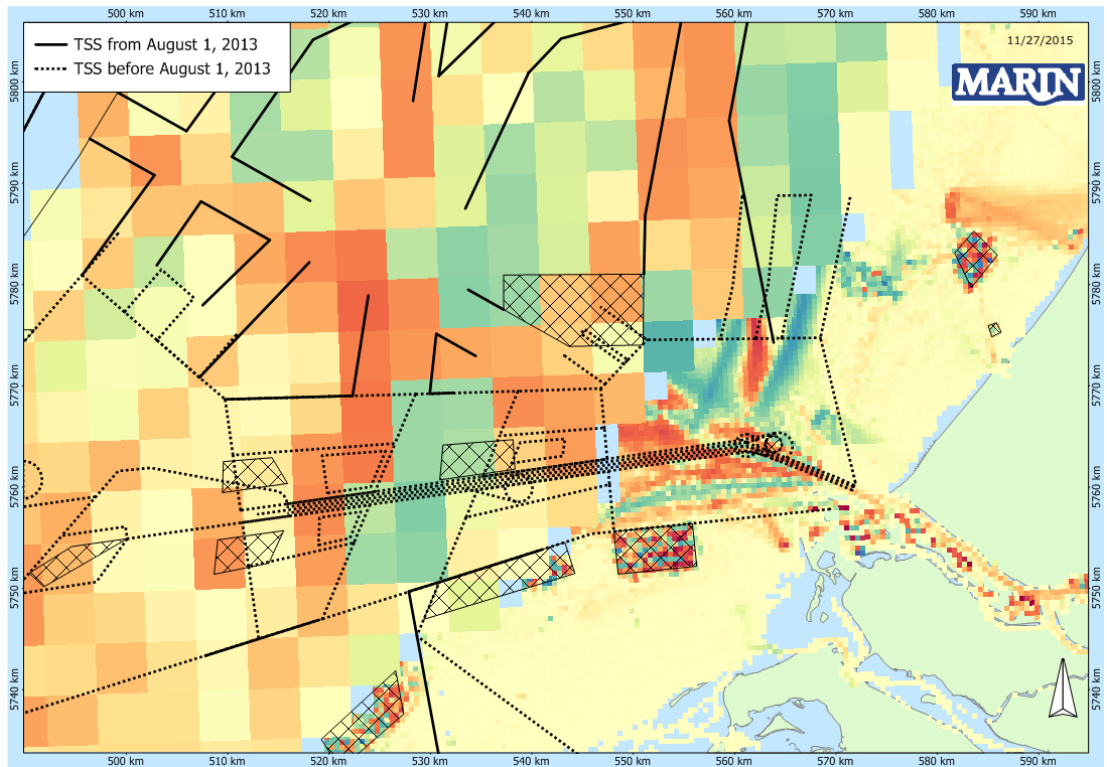 500 km 510 km 520 km 530 km 540 km 550 km 560 km 570 km 580 km 590 km
TSS from August 1, 2013
TSS before August 1, 2013
11/27/2015
MARIN
5800 km 5800 km
5790 km 5790 km
5780 km 5780 km
5770 km 5770 km
5760 km 5760 km
5750 km 5750 km
5740 km 5740 km
500 km 510 km 520 km 530 km 540 km 550 km 560 km 570 km 580 km 590 km